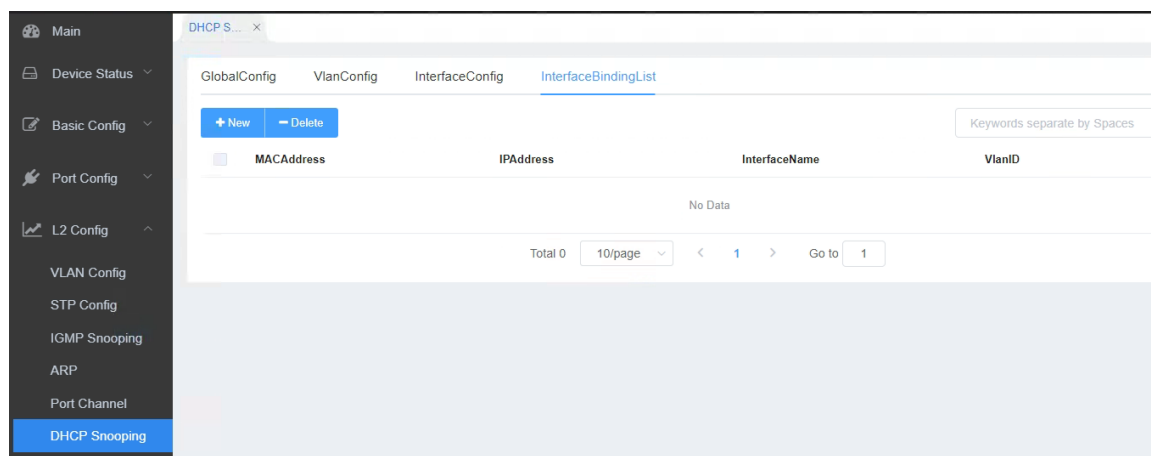 Main
Device Status
Basic Config
Port Config
L2 Config
VLAN Config
STP Config
IGMP Snooping
ARP
Port Channel
DHCP Snooping
DHCP S...
GlobalConfig VlanConfig InterfaceConfig InterfaceBindingList
New Delete
Keywords separate by Spaces
MACAddress IPAddress InterfaceName VlanID
No Data
Total 0 10/page 1 Go to 1